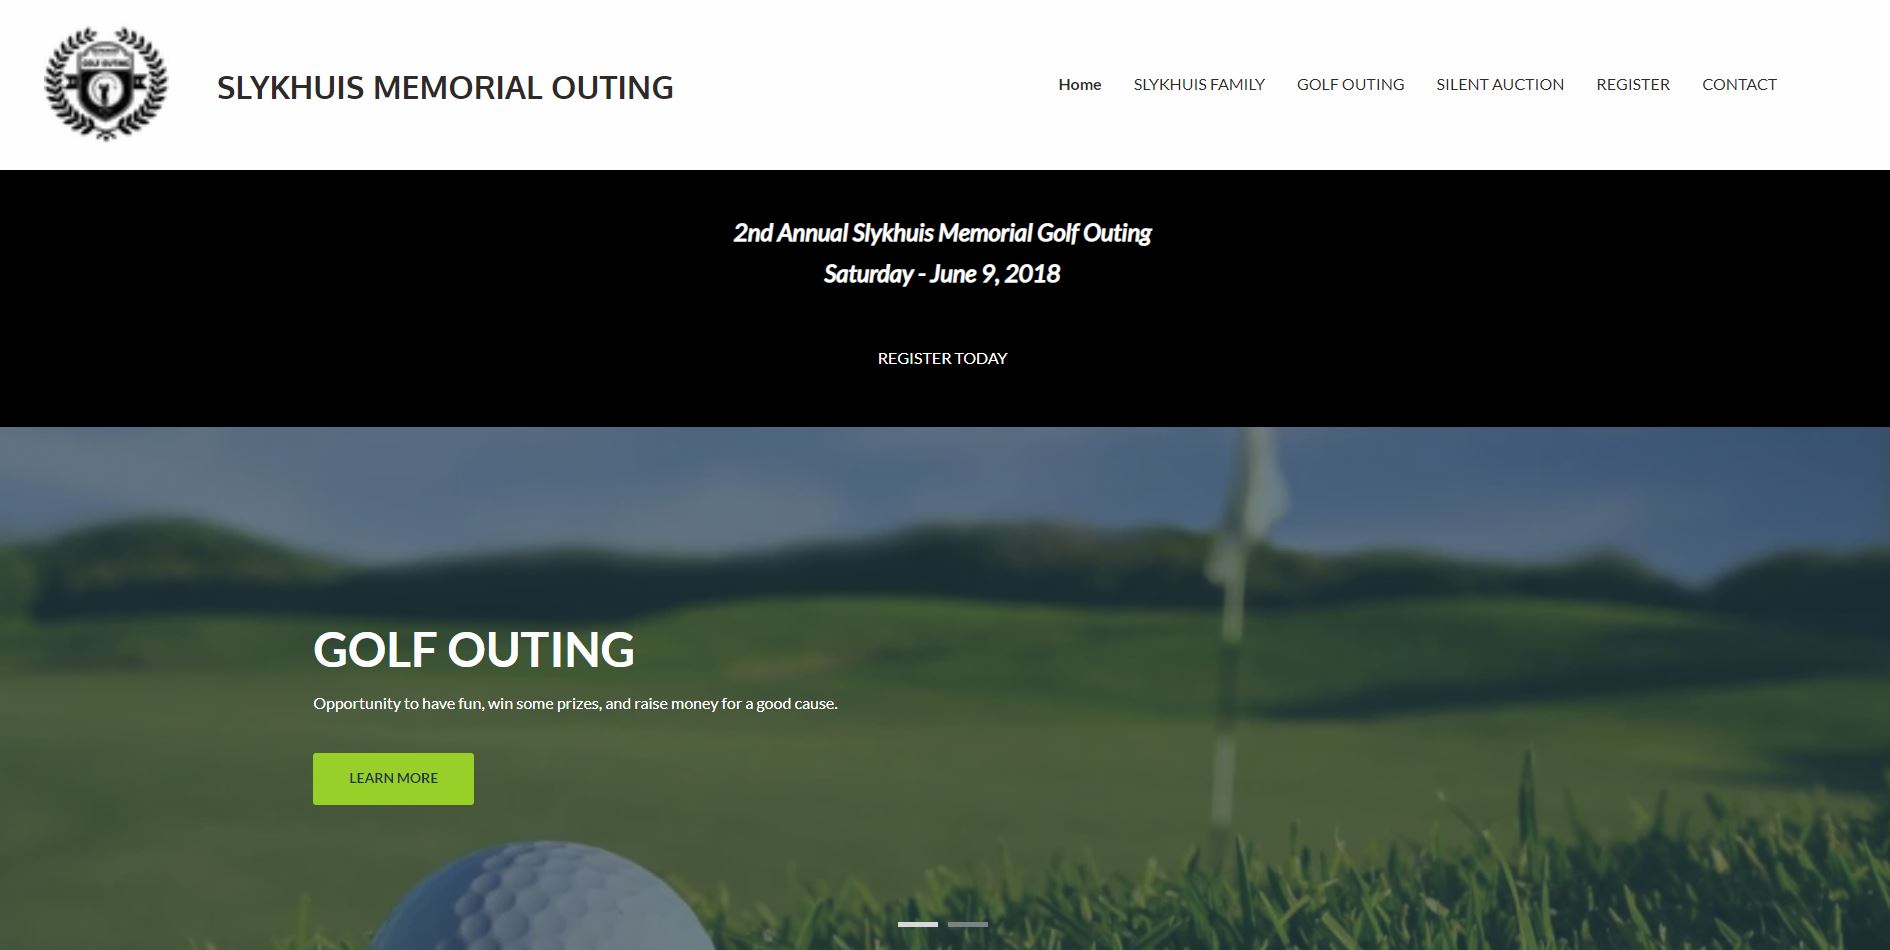 GOLF OUTING
SLYKHUIS MEMORIAL OUTING
Home
SLYKHUIS FAMILY
GOLF OUTING
SILENT AUCTION
REGISTER
CONTACT
2nd Annual Slykhuis Memorial Golf Outing
Saturday - June 9, 2018
REGISTER TODAY
GOLF OUTING
Opportunity to have fun, win some prizes, and raise money for a good cause.
LEARN MORE